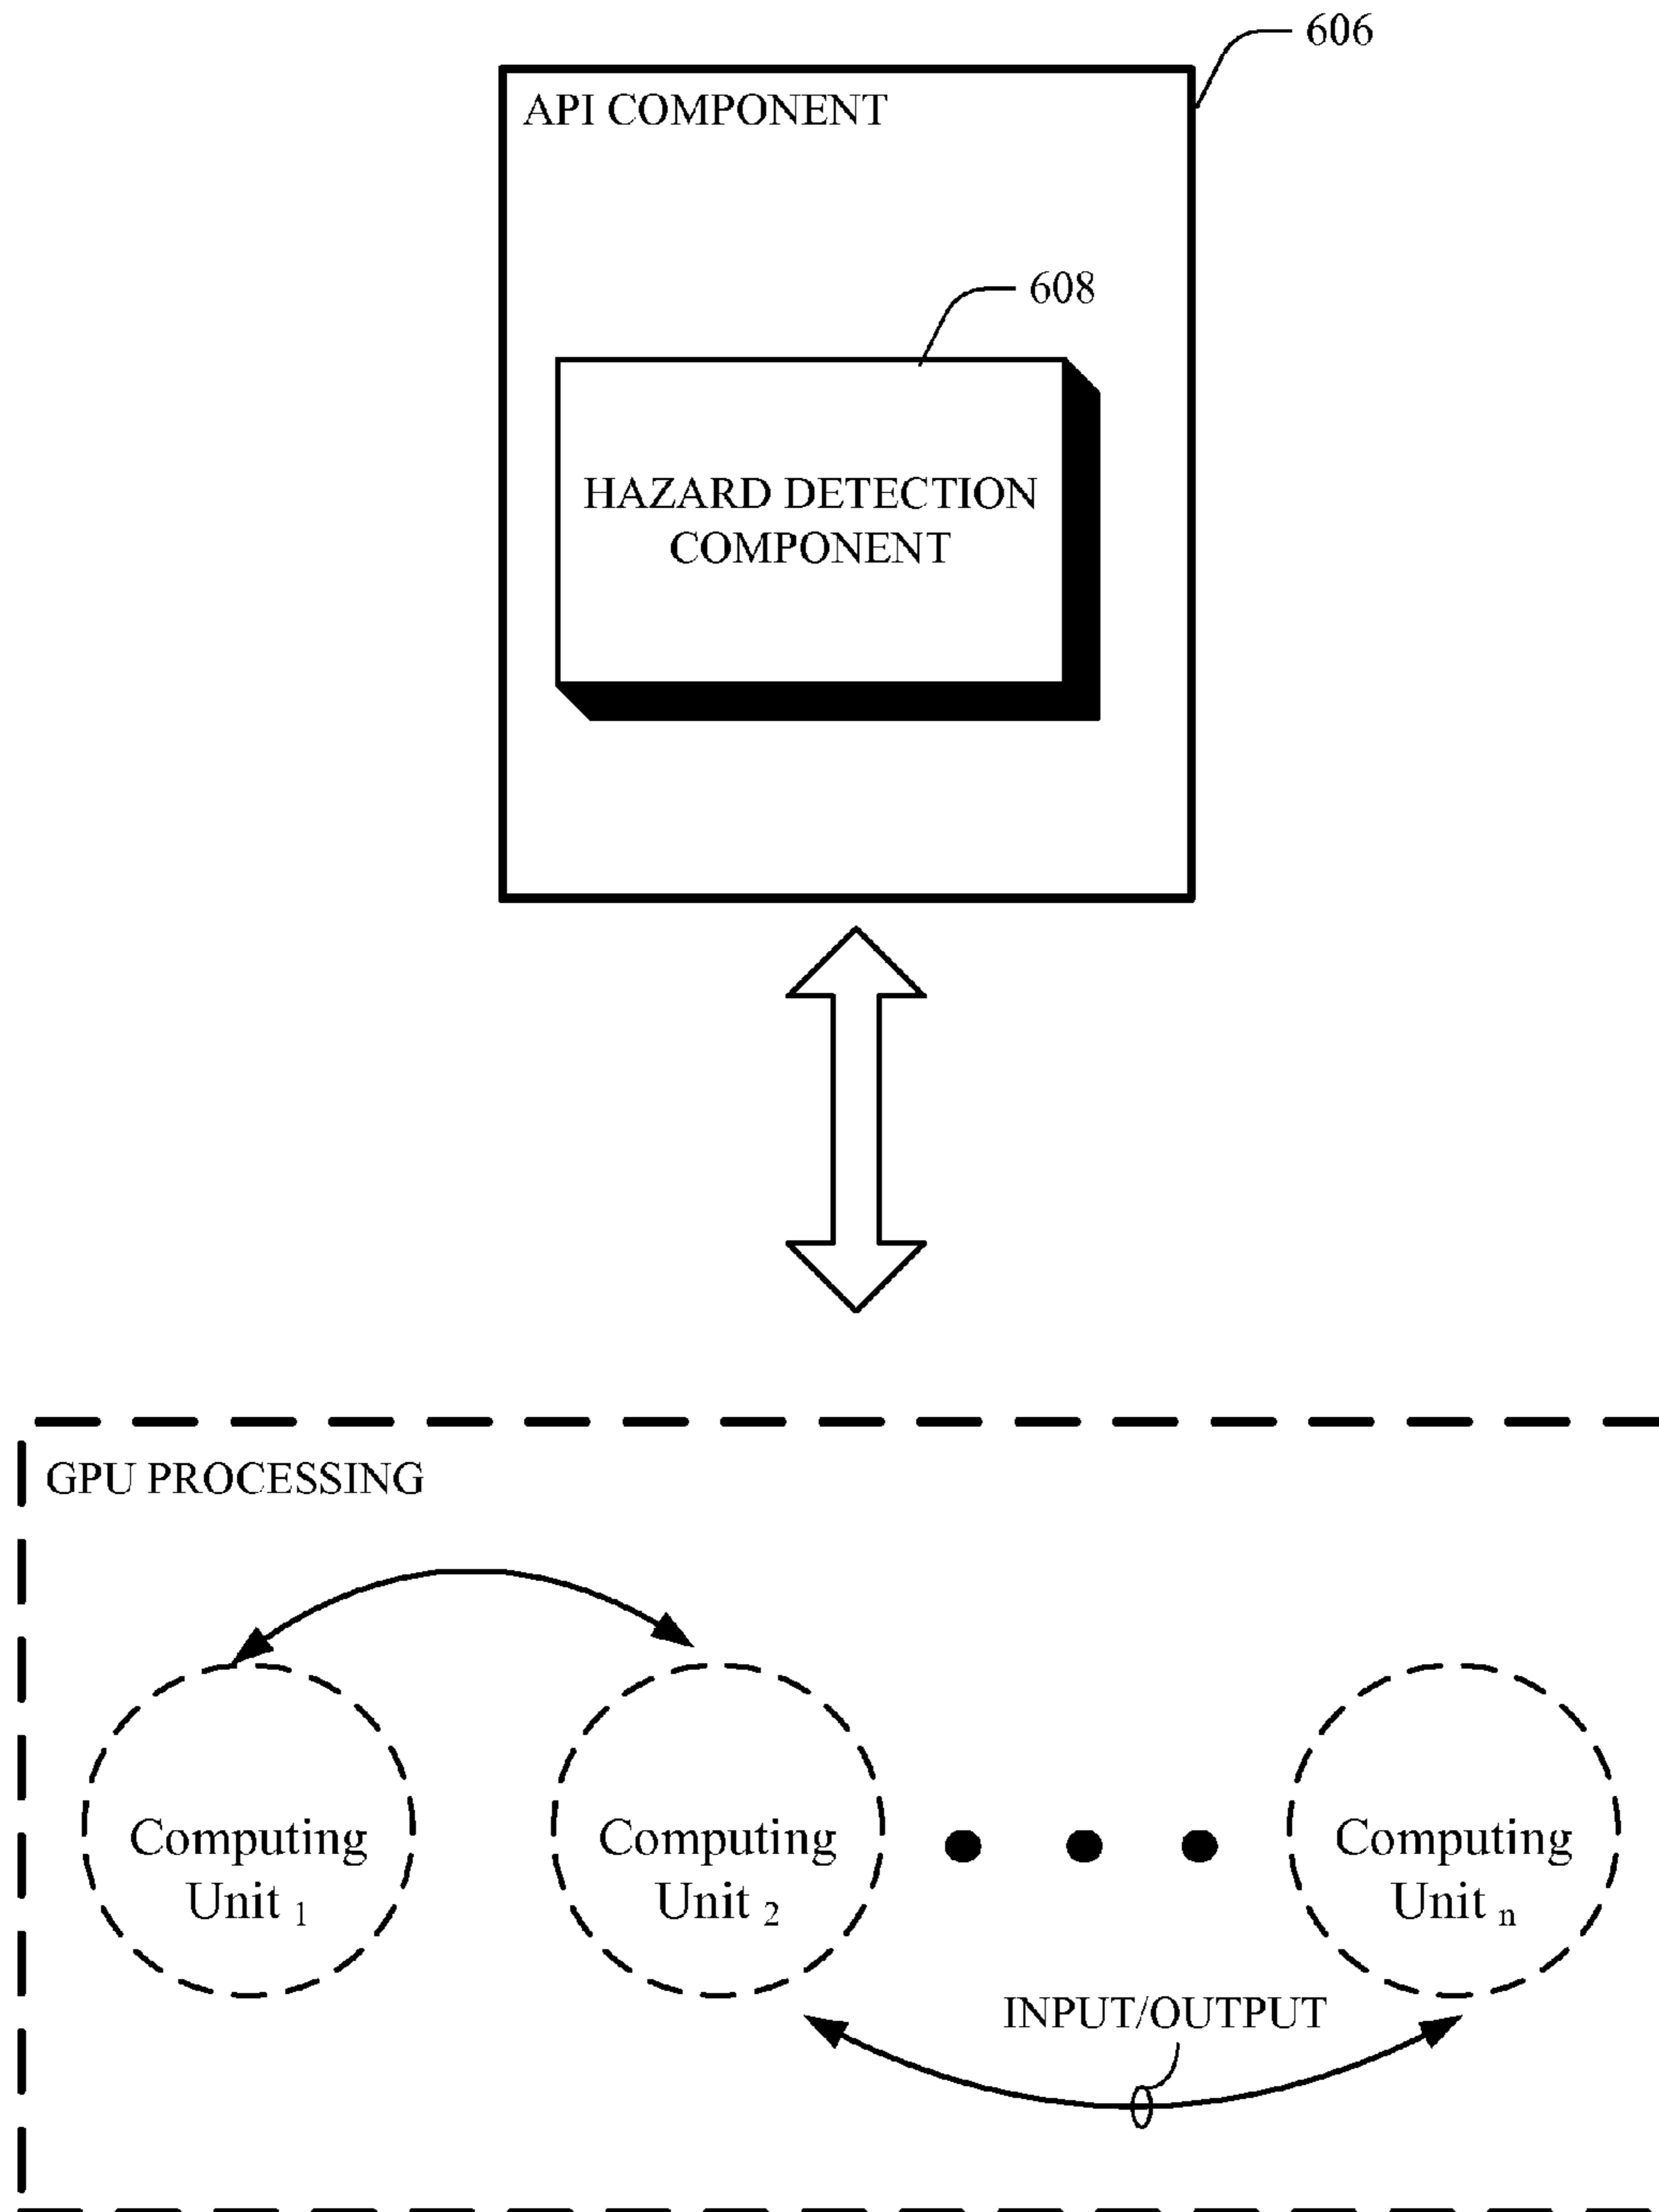 606
API COMPONENT
608
HAZARD DETECTION
COMPONENT
GPU PROCESSING
Computing
Unit 1
Computing
Unit 2
Computing
Unit n
INPUT/OUTPUT